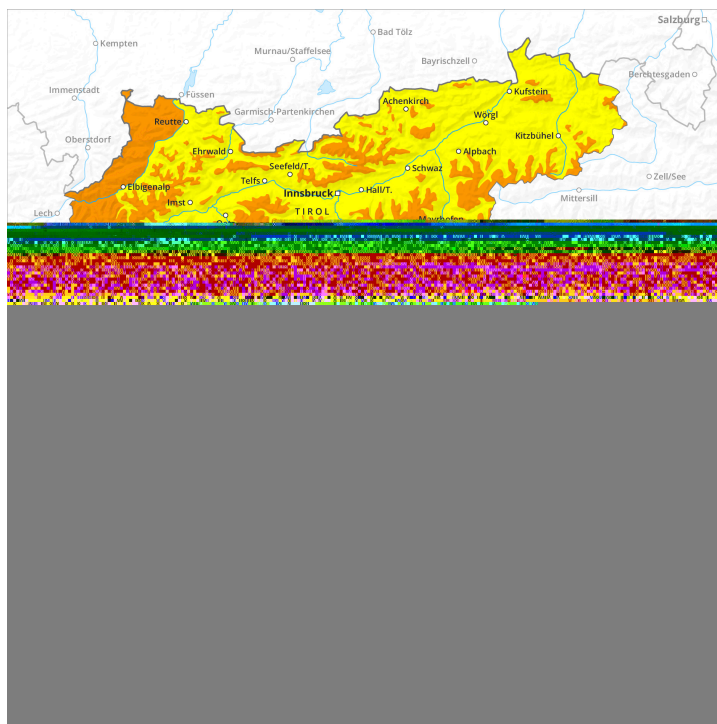 Salzburg
Kempten
Bad Tölz
Murnau/Staffelsee
Bayrischzell
Berchtesgaden
Immenstadt
Füssen
Kufstein
Achenkirch
Garmisch-Partenkirchen
Reutte
Wörgl
Kitzbühel
Oberstdorf
Ehrwald
Alpbach
Seefeld/T.
Schwaz
Zell/See
Telfs
Elbigenalp
Innsbruck
Hall/T.
Mittersill
Imst
Lech
TIROL
Mayrhofen